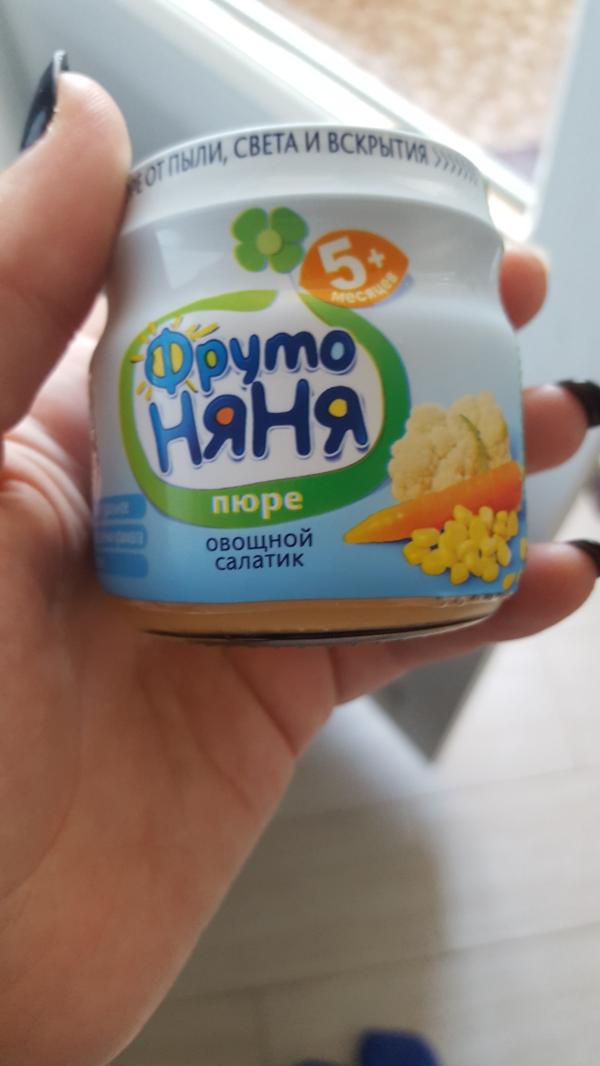 ОТ ПЫЛИ, СВЕТА И ВСКРЫТИЯ >>>>>>
5+
месяцев
Фруто
НЯНЯ
пюре
овощной
салатик